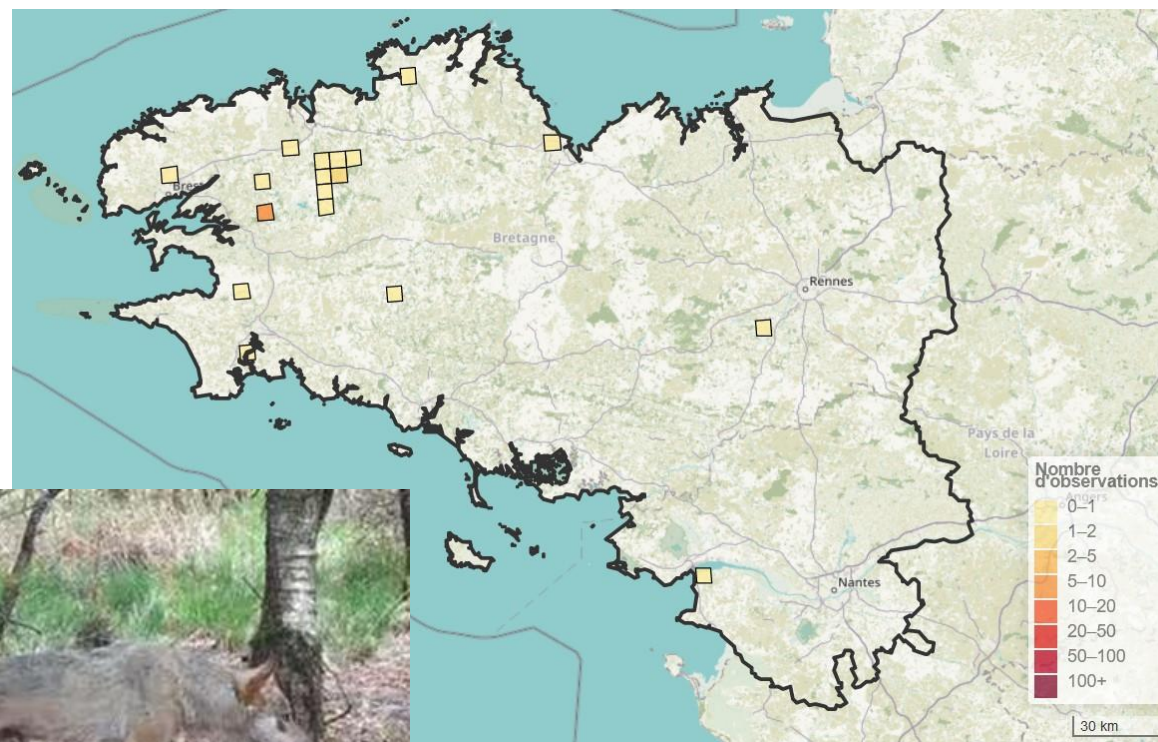 Brest
Bretagne
Rennes
Pays de la
Loire
Nombre
d'observations
Angers
0–1
1–2
2–5
5–10
10–20
20–50
50–100
100+
Nantes
30 km